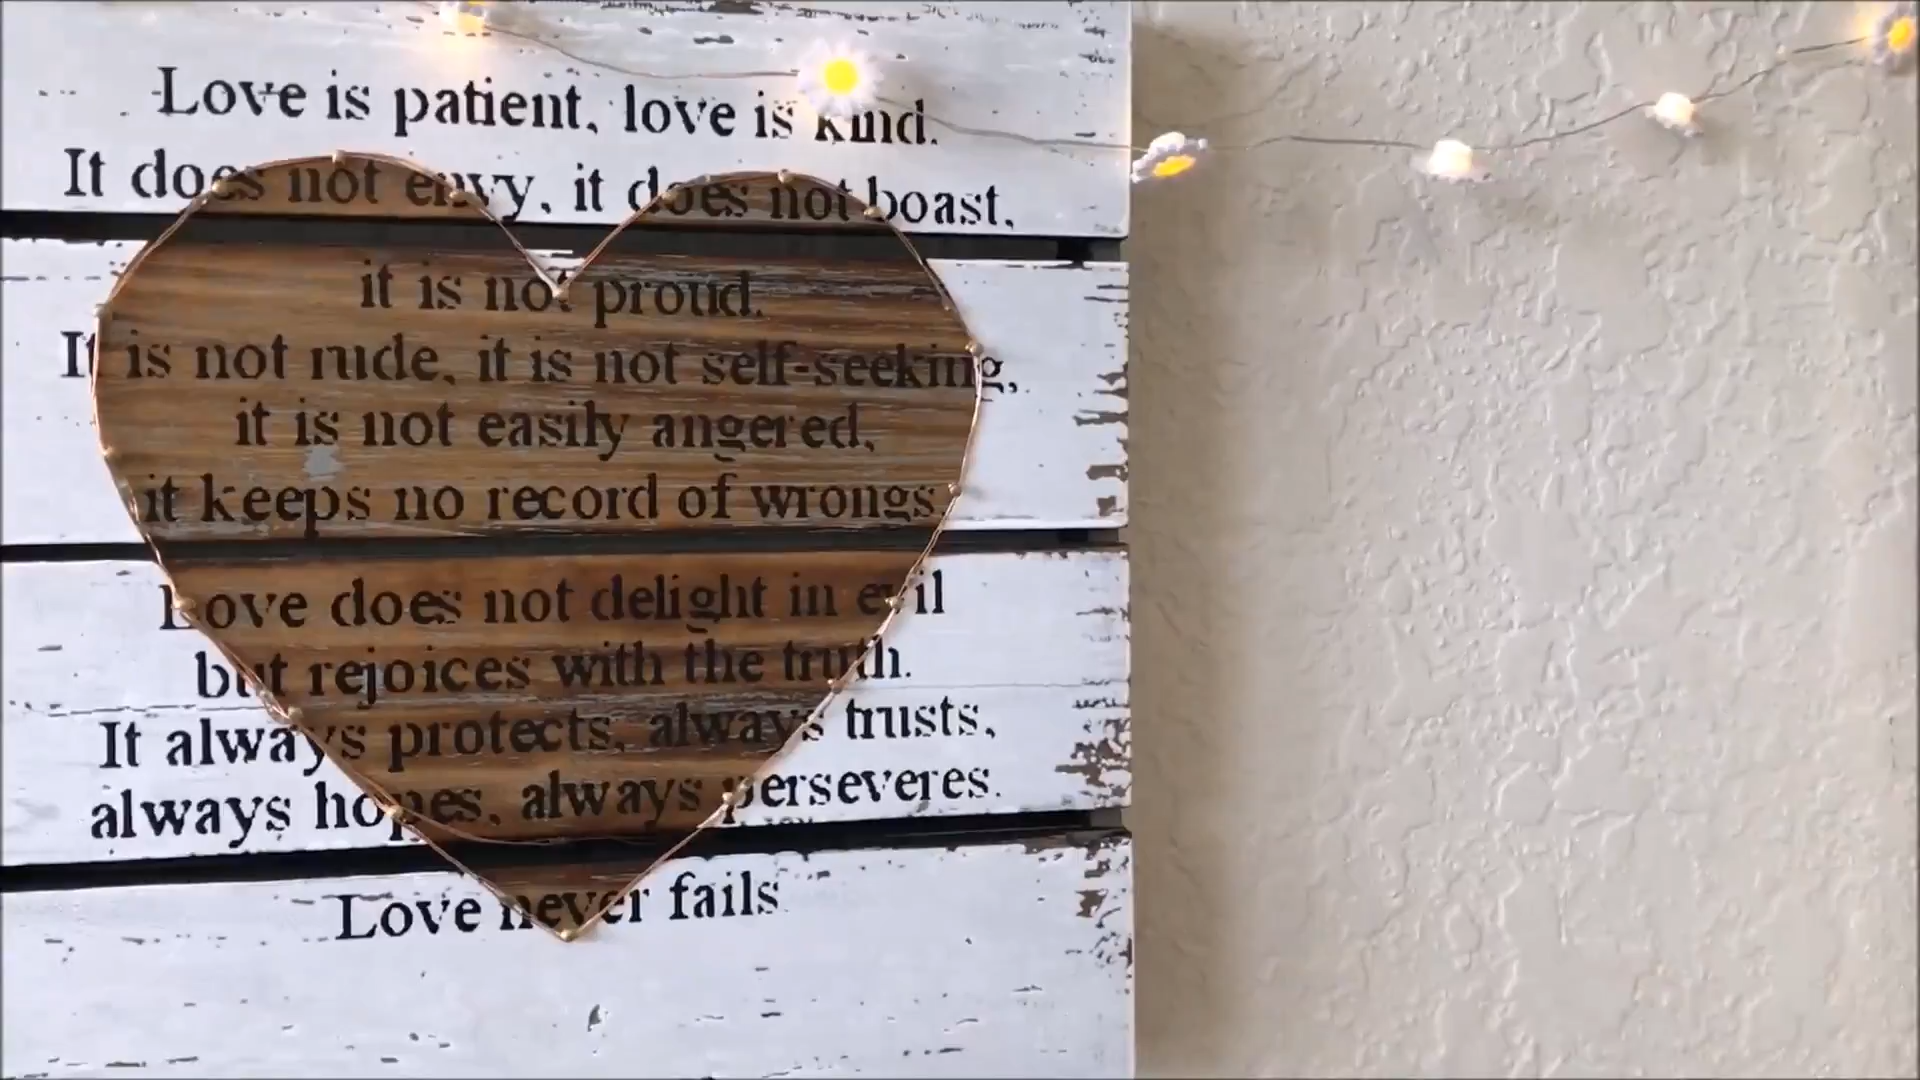 Love is patient, love is kind.
It does not envy, it does not boast,
it is not proud.
It is not rude, it is not self-seeking,
it is not easily angered,
it keeps no record of wrongs.
Love does not delight in evil
but rejoices with the truth.
It always protects, always trusts,
always hopes, always perseveres.
Love never fails